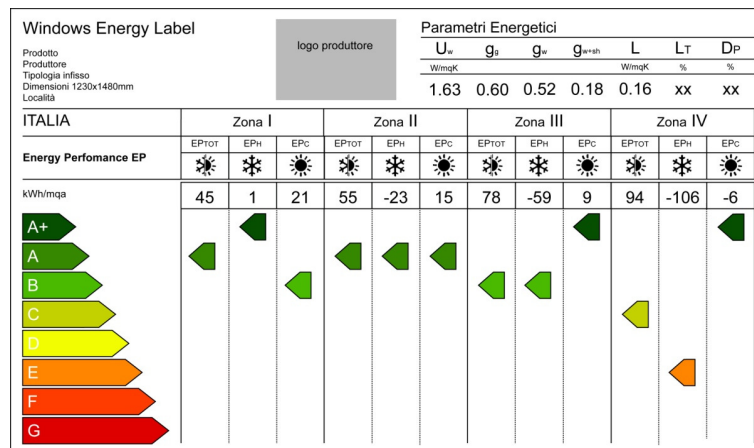 Windows Energy Label
Prodotto
Produttore
Tipologia infisso
Dimensioni 1230x1480mm
Località
logo produttore
Parametri Energetici
Uw gg gw gw+sh L LT DP
W/mqK W/mqK % %
1.63 0.60 0.52 0.18 0.16 xx xx
ITALIA Zona I Zona II Zona III Zona IV
Energy Perfomance EP
EPTOT EPH EPC EPTOT EPH EPC EPTOT EPH EPC EPTOT EPH EPC
kWh/mqa 45 1 21 55 -23 15 78 -59 9 94 -106 -6
A+
A
B
C
D
E
F
G